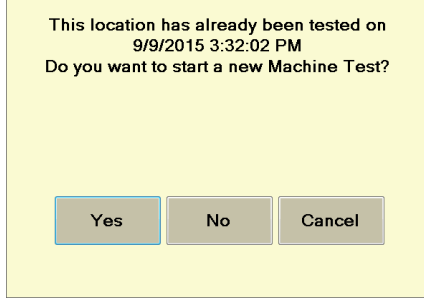 This location has already been tested on
9/9/2015 3:32:02 PM
Do you want to start a new Machine Test?
Yes No Cancel